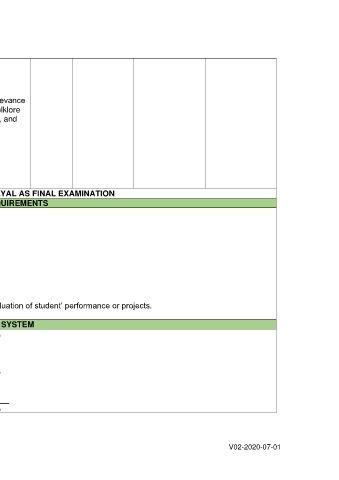 evance
lklore
, and
YAL AS FINAL EXAMINATION
UIREMENTS
luation of student' performance or projects.
SYSTEM
V02-2020-07-01